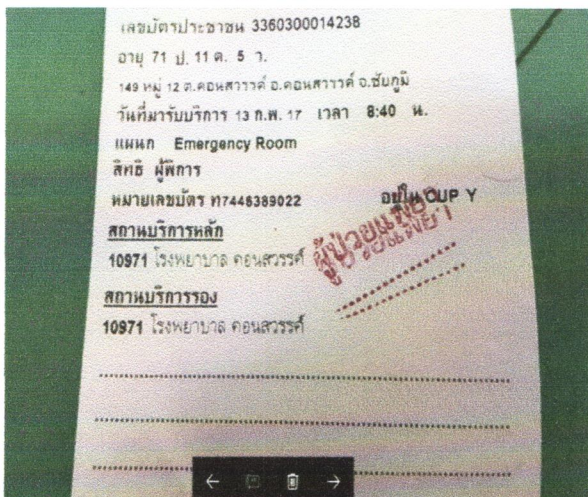 เลขบัตรประชาชน 3360300014238
อายุ 71 ป. 11 ด. 5 ว.
149 หมู่ 12 ต.คอนสวรรค์ อ.คอนสวรรค์ จ.ชัยภูมิ
วันที่มารับบริการ 13 ก.พ. 17 เวลา 8:40 น.
แผนก Emergency Room
สิทธิ ผู้พิการ
หมายเลขบัตร ท7446389022 อยู่ใน CUP Y
สถานบริการหลัก
10971 โรงพยาบาล คอนสวรรค์
สถานบริการรอง
10971 โรงพยาบาล คอนสวรรค์